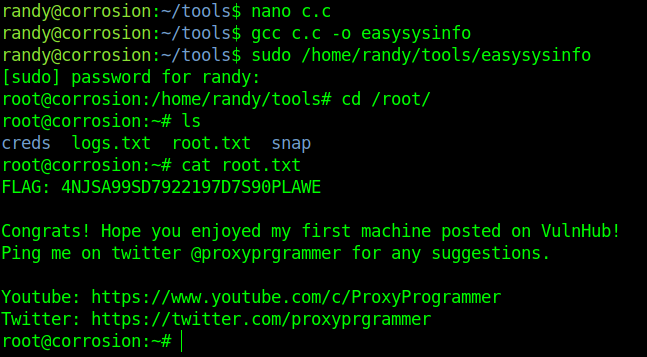 randy@corrosion:~/tools$ nano c.c
randy@corrosion:~/tools$ gcc c.c -o easysysinfo
randy@corrosion:~/tools$ sudo /home/randy/tools/easysysinfo
[sudo] password for randy:
root@corrosion:/home/randy/tools# cd /root/
root@corrosion:~# ls
creds  logs.txt  root.txt  snap
root@corrosion:~# cat root.txt
FLAG: 4NJSA99SD7922197D7S90PLAWE

Congrats! Hope you enjoyed my first machine posted on VulnHub!
Ping me on twitter @proxyprgrammer for any suggestions.

Youtube: https://www.youtube.com/c/ProxyProgrammer
Twitter: https://twitter.com/proxyprgrammer
root@corrosion:~#